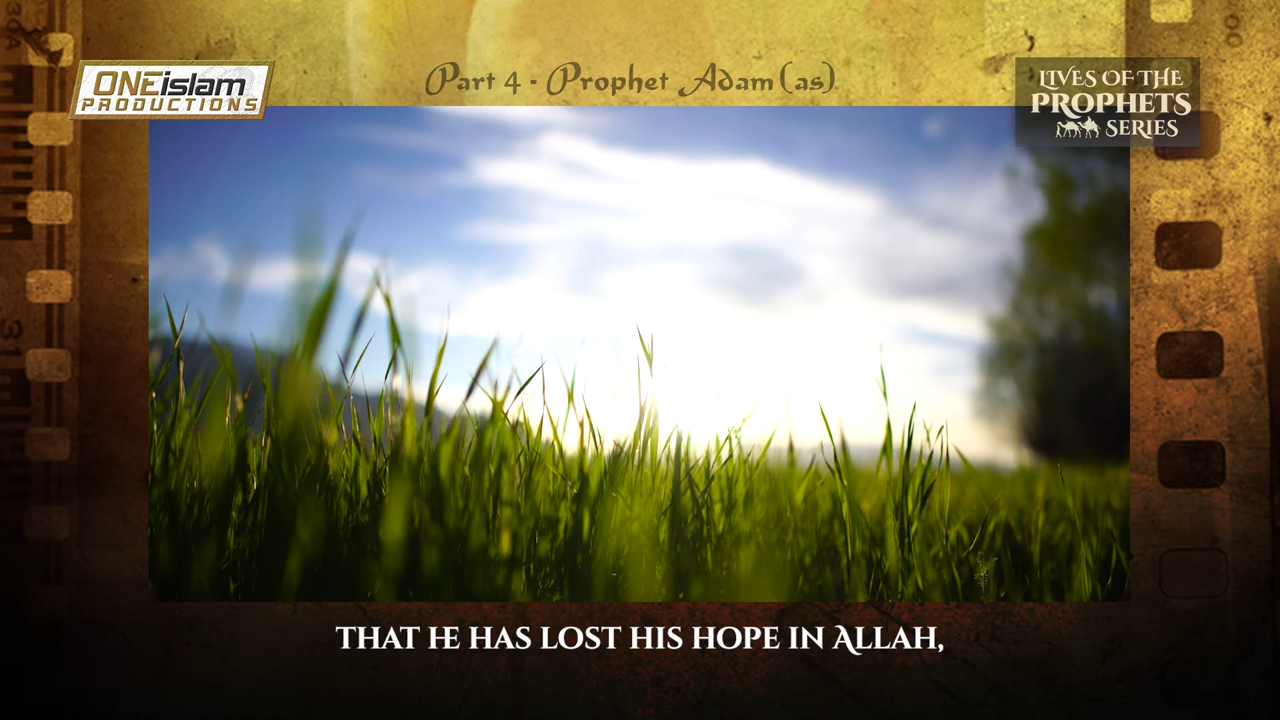 ONEislam
PRODUCTIONS
Part 4 - Prophet Adam (as)
LIVES OF THE
PROPHETS
SERIES
THAT HE HAS LOST HIS HOPE IN ALLAH,